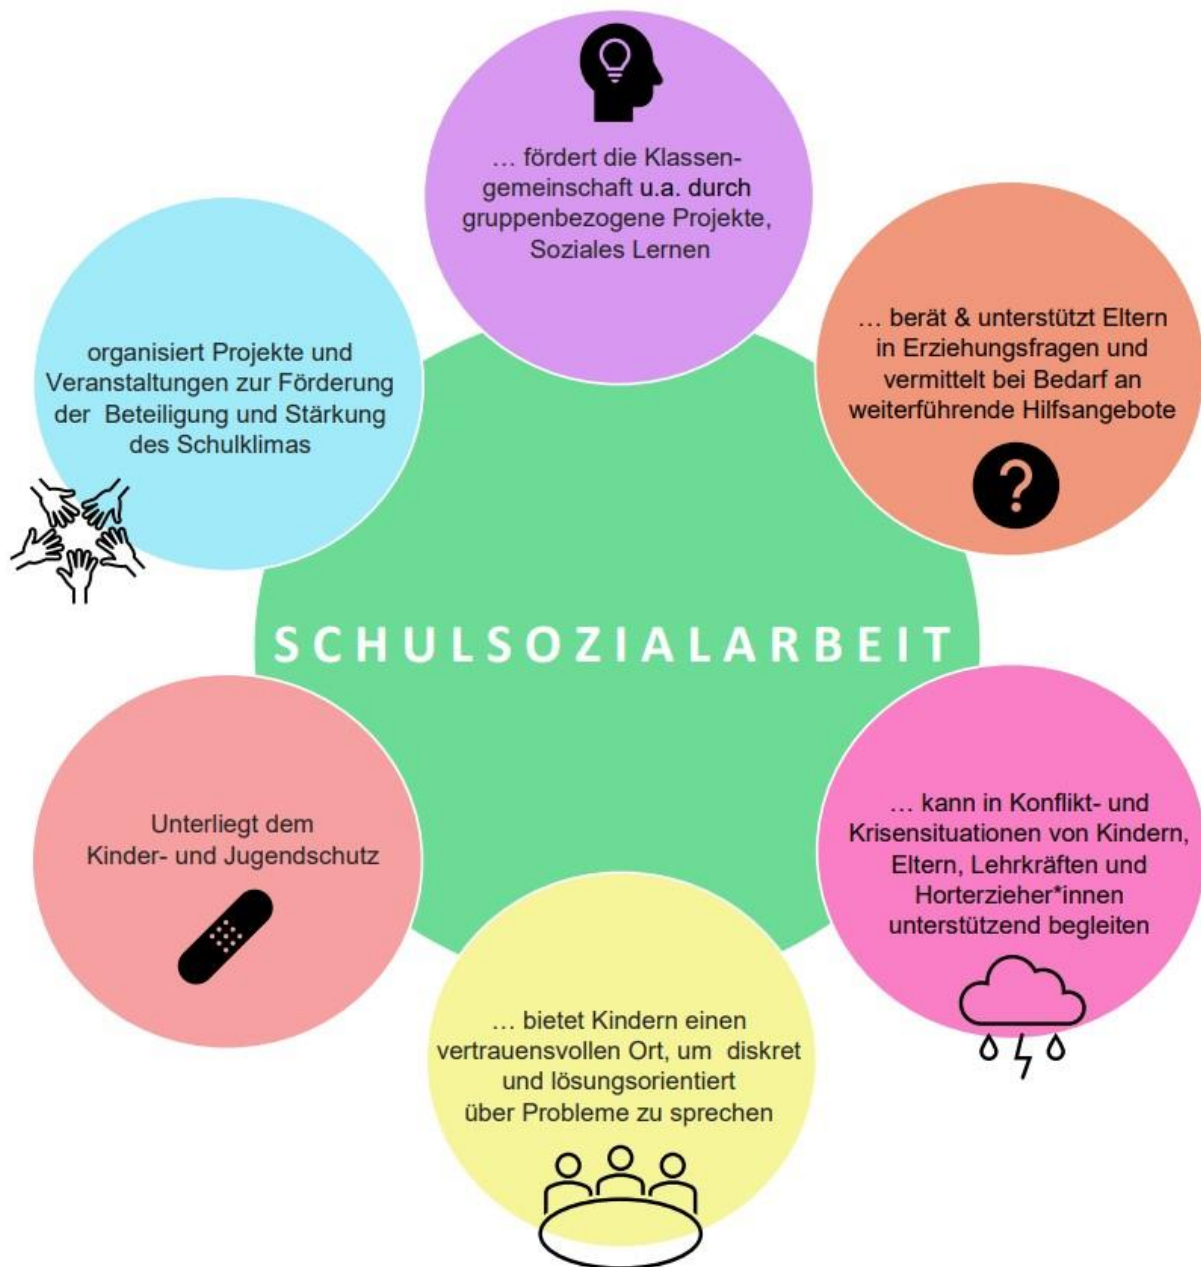 … fördert die Klassen-
gemeinschaft u.a. durch
gruppenbezogene Projekte,
Soziales Lernen
organisiert Projekte und
Veranstaltungen zur Förderung
der Beteiligung und Stärkung
des Schulklimas
… berät & unterstützt Eltern
in Erziehungsfragen und
vermittelt bei Bedarf an
weiterführende Hilfsangebote
?
SCHULSOZIALARBEIT
Unterliegt dem
Kinder- und Jugendschutz
… kann in Konflikt- und
Krisensituationen von Kindern,
Eltern, Lehrkräften und
Horterzieher*innen
unterstützend begleiten
… bietet Kindern einen
vertrauensvollen Ort, um diskret
und lösungsorientiert
über Probleme zu sprechen